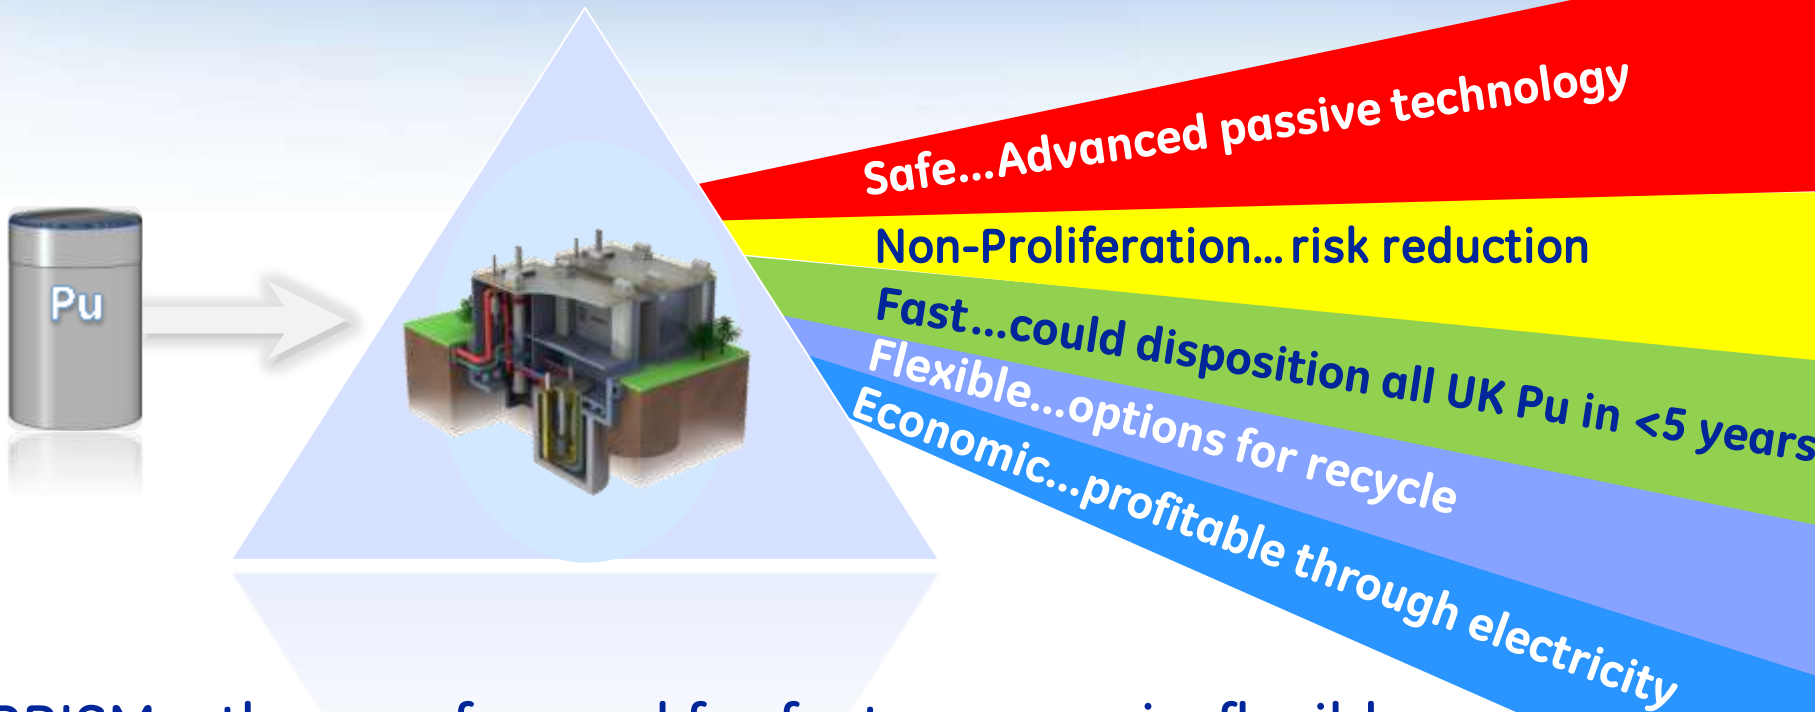 Pu
Safe...Advanced passive technology
Non-Proliferation... risk reduction
Fast...could disposition all UK Pu in <5 years
Flexible...options for recycle
Economic...profitable through electricity